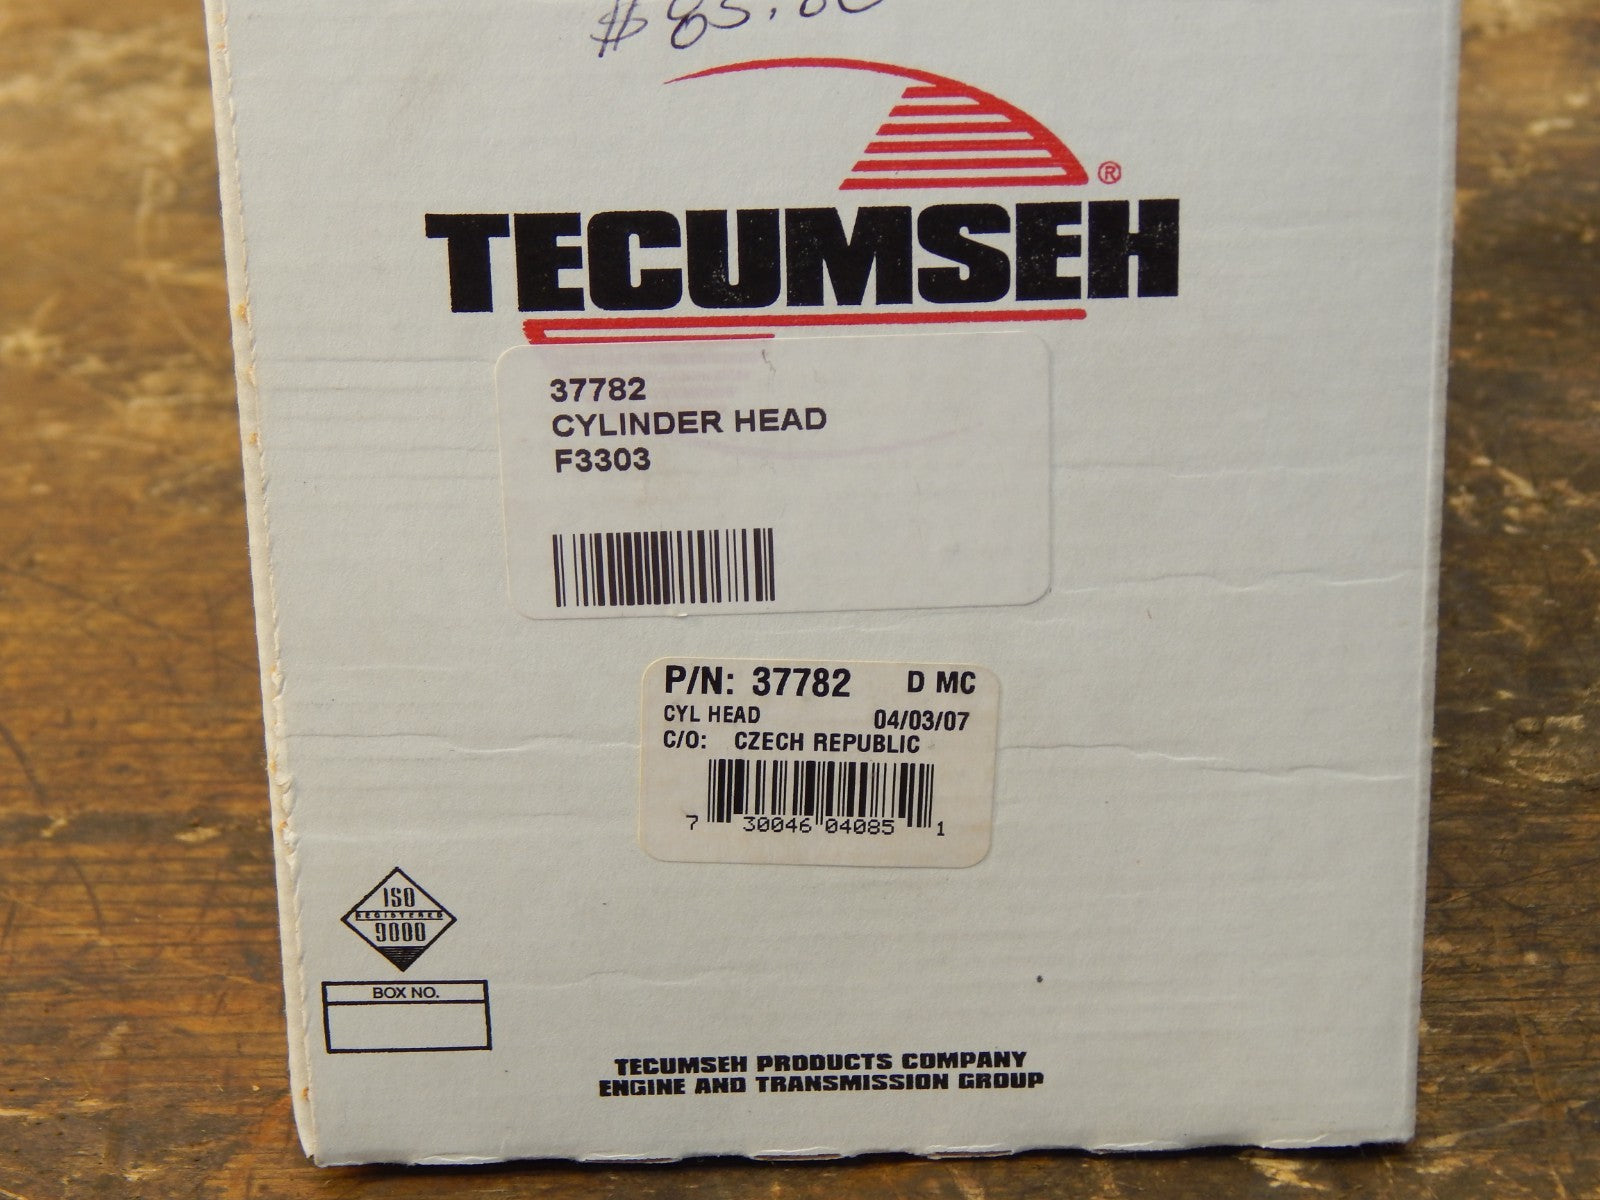 ®
TECUMSEH
37782
CYLINDER HEAD
F3303
P/N: 37782 D MC
CYL HEAD 04/03/07
C/O: CZECH REPUBLIC
7 30046 04085 1
ISO
REGISTERED
9000
BOX NO.
TECUMSEH PRODUCTS COMPANY
ENGINE AND TRANSMISSION GROUP